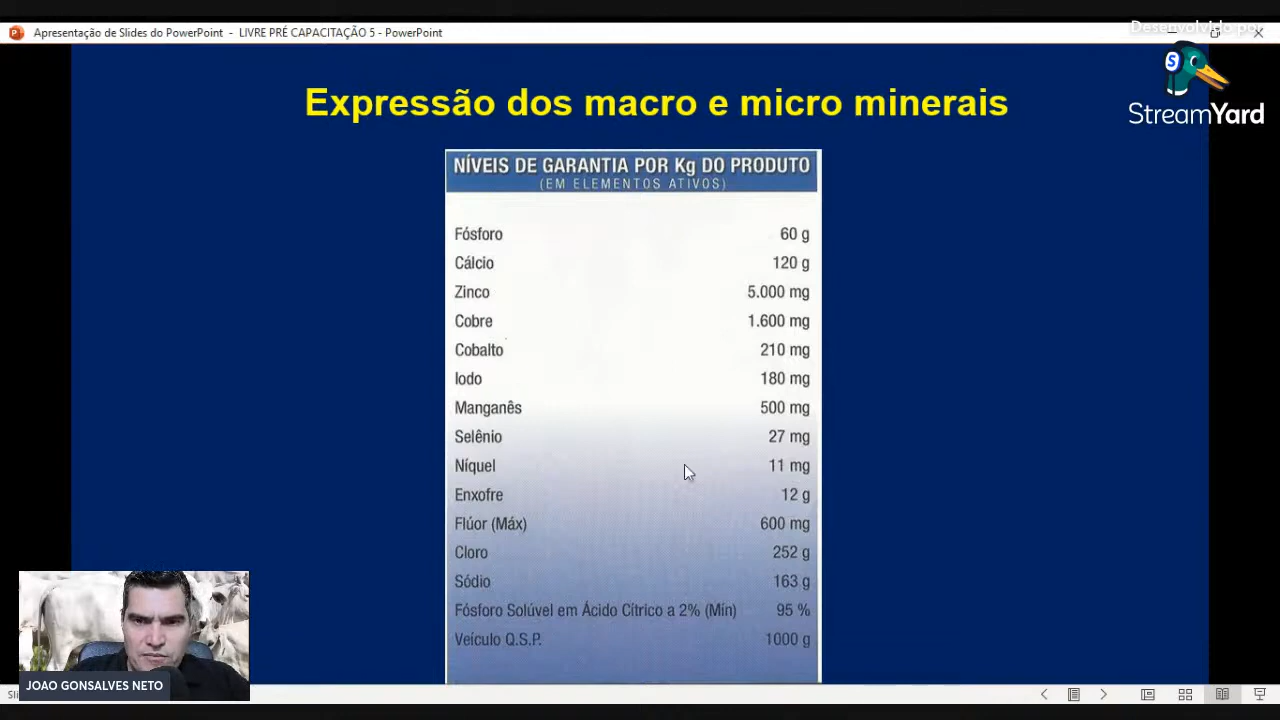 Apresentação de Slides do PowerPoint - LIVRE PRÉ CAPACITAÇÃO 5 - PowerPoint
Desenvolvido por
S
StreamYard
Expressão dos macro e micro minerais
NÍVEIS DE GARANTIA POR Kg DO PRODUTO
(EM ELEMENTOS ATIVOS)
Fósforo 60 g
Cálcio 120 g
Zinco 5.000 mg
Cobre 1.600 mg
Cobalto 210 mg
Iodo 180 mg
Manganês 500 mg
Selênio 27 mg
Níquel 11 mg
Enxofre 12 g
Flúor (Máx) 600 mg
Cloro 252 g
Sódio 163 g
Fósforo Solúvel em Ácido Cítrico a 2% (Mín) 95 %
Veículo Q.S.P. 1000 g
JOAO GONSALVES NETO